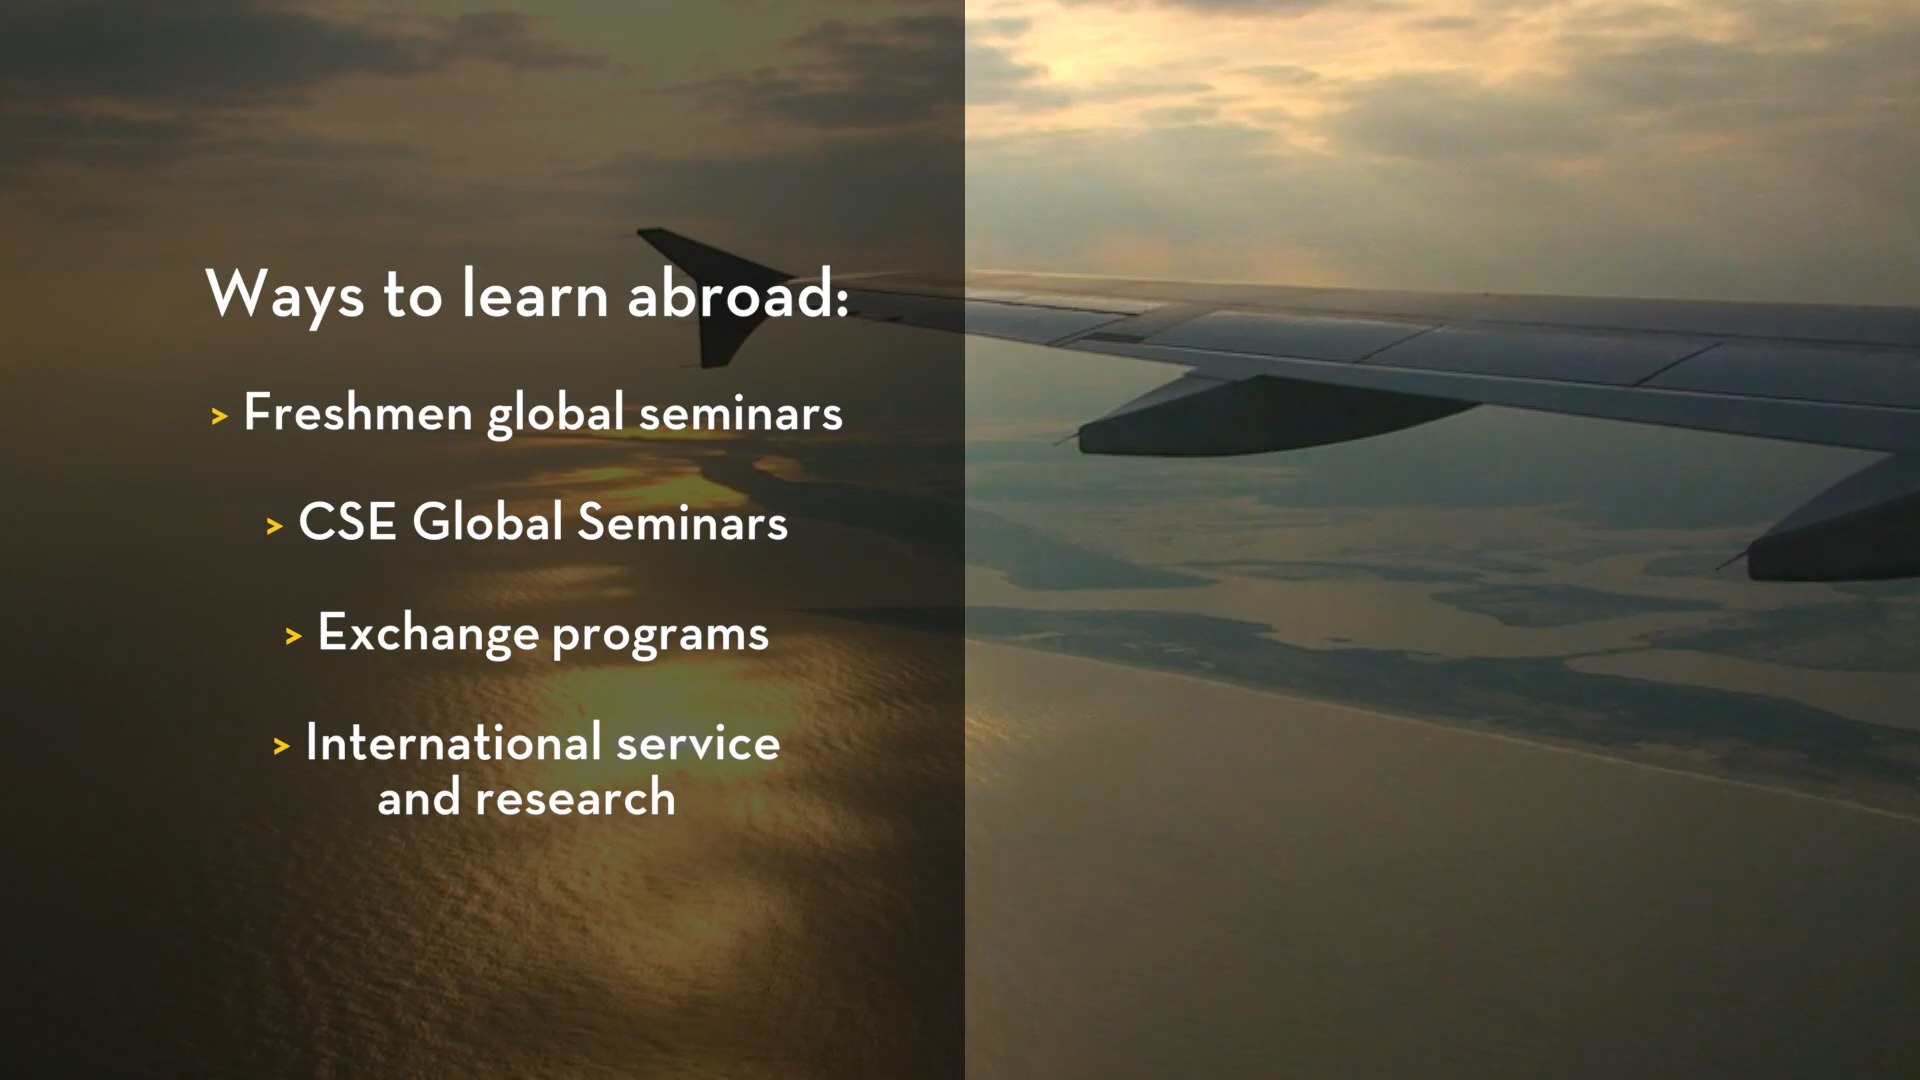 Ways to learn abroad:
> Freshmen global seminars
> CSE Global Seminars
> Exchange programs
> International service
and research